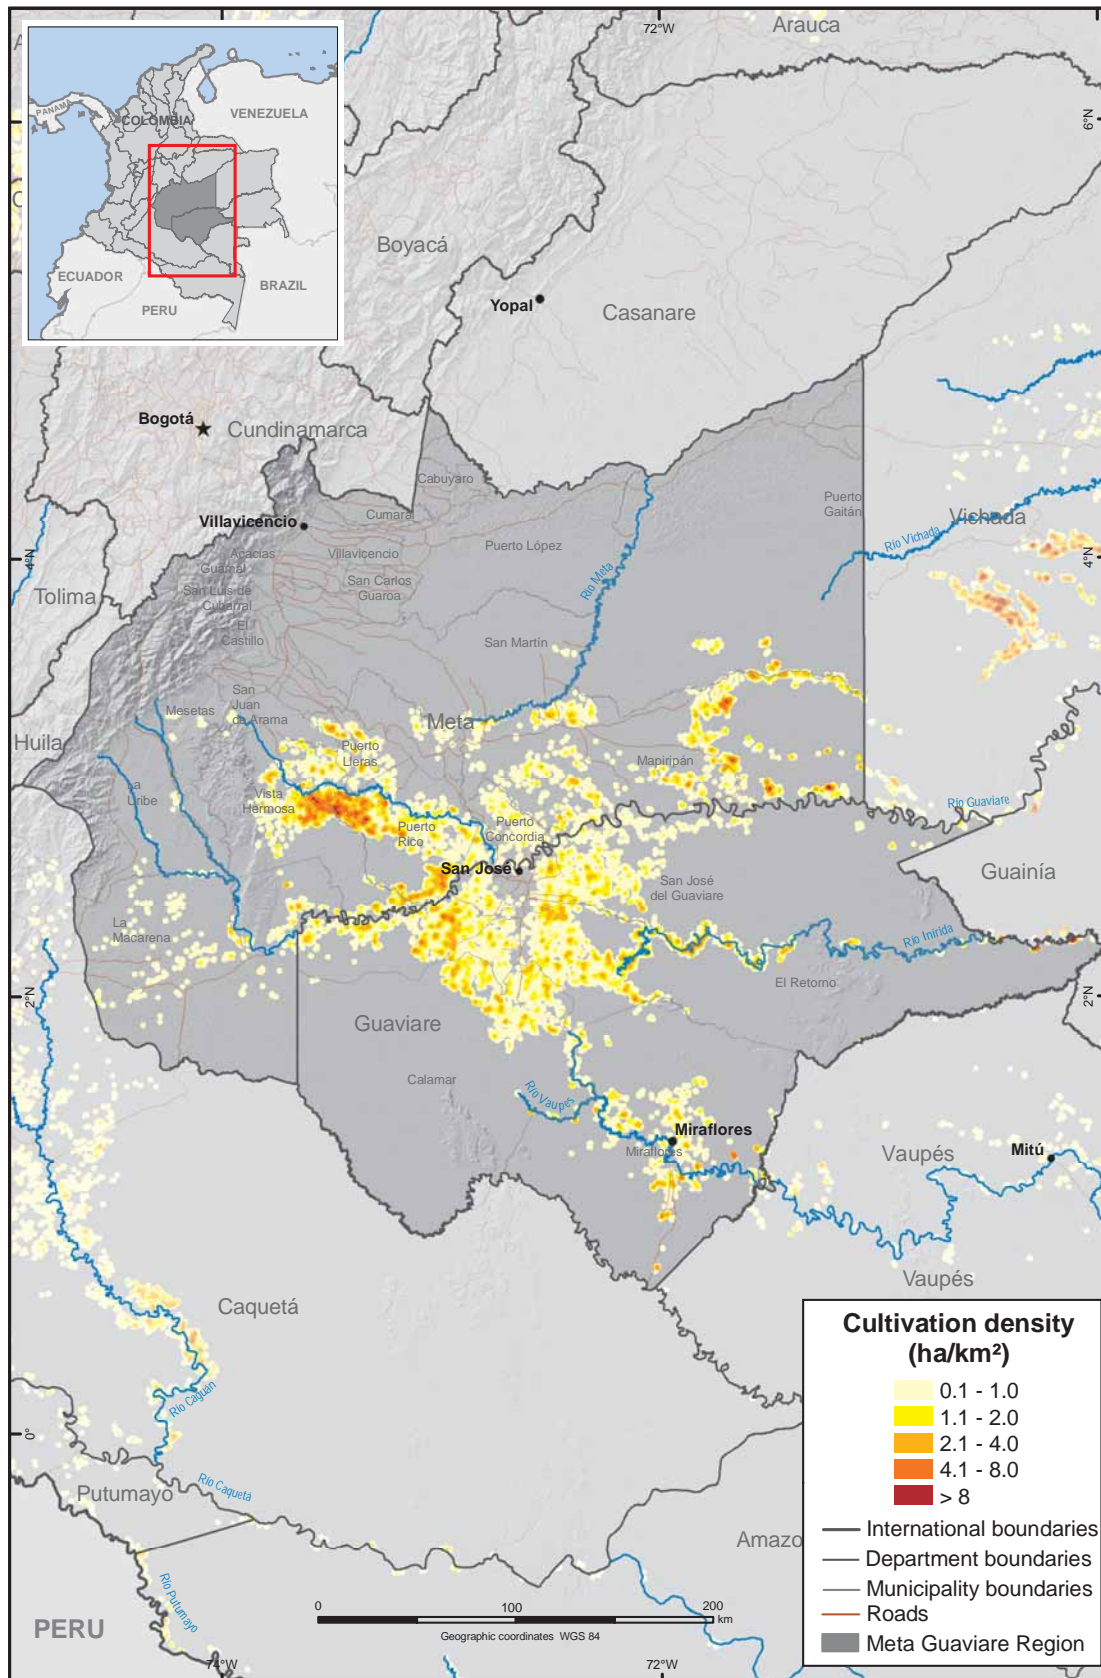 72°W
Arauca
6°N
PANAMA
COLOMBIA
VENEZUELA
ECUADOR
PERU
BRAZIL
Boyacá
Yopal
Casanare
Bogotá
Cundinamarca
Cabuyaro
Puerto
Gaitán
Villavicencio
Cumaral
Vichada
Río Vichada
4°N
4°N
Acacias
Villavicencio
Puerto López
Guamal
San Carlos
Guaroa
Río Meta
Tolima
San Luis de
Cubarral
El
Castillo
San Martín
San
Juan
de Arama
Mesetas
Meta
Huila
Puerto
Lleras
Mapiripán
La
Uribe
Vista
Hermosa
Río Guaviare
Puerto
Rico
Puerto
Concordia
San José
Guainía
San José
del Guaviare
La
Macarena
Río Inirida
El Retorno
2°N
2°N
Guaviare
Calamar
Río Vaupés
Miraflores
Miraflores
Vaupés
Mitú
Vaupés
Caquetá
Río Caguán
0°
Río Caquetá
Putumayo
Río Putumayo
PERU
Amazo
Cultivation density
(ha/km²)
0.1 - 1.0
1.1 - 2.0
2.1 - 4.0
4.1 - 8.0
> 8
International boundaries
Department boundaries
Municipality boundaries
Roads
Meta Guaviare Region
0 100 200
km
Geographic coordinates WGS 84
74°W
72°W